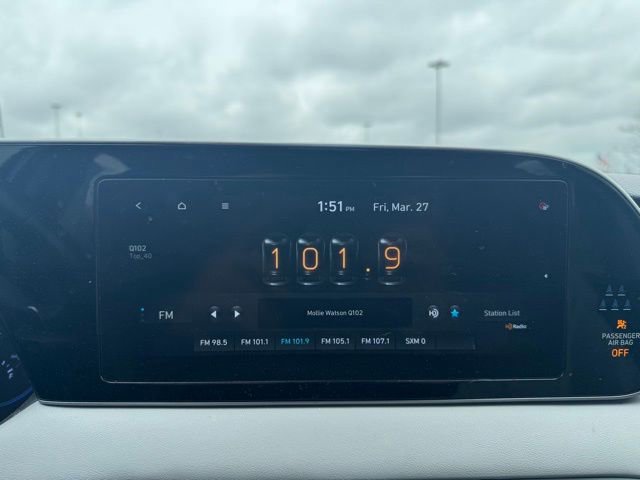 1:51 PM Fri, Mar. 27
Q102
Top_40
101.9
FM
Mollie Watson Q102
HD
Station List
HD Radio
FM 98.5 FM 101.1 FM 101.9 FM 105.1 FM 107.1 SXM 0
PASSENGER
AIR BAG
OFF